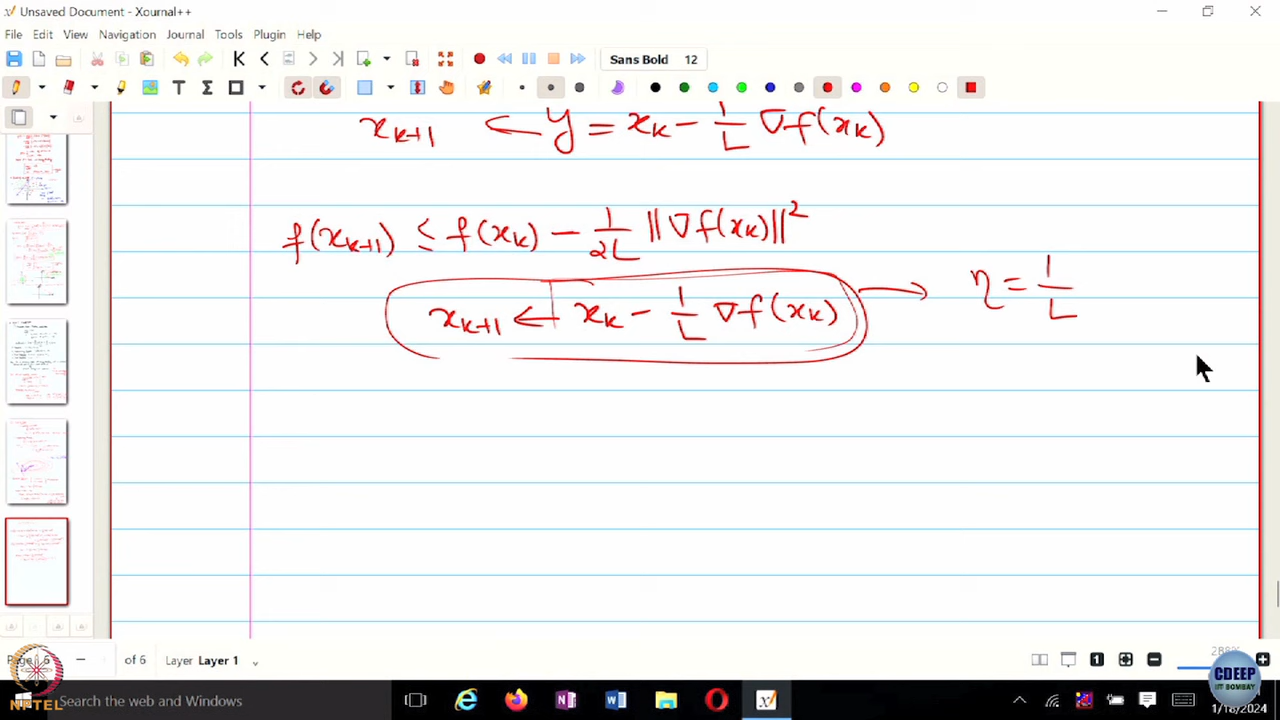 Unsaved Document - Xournal++
File Edit View Navigation Journal Tools Plugin Help
Sans Bold 12
x_{k+1} ← y = x_k - 1/L ∇f(x_k)
f(x_{k+1}) ≤ f(x_k) - 1/2L ||∇f(x_k)||^2
x_{k+1} ← x_k - 1/L ∇f(x_k) → η = 1/L
of 6 Layer Layer 1
288%
NPTEL
Search the web and Windows
CDEEP
IIT BOMBAY
1/18/2024